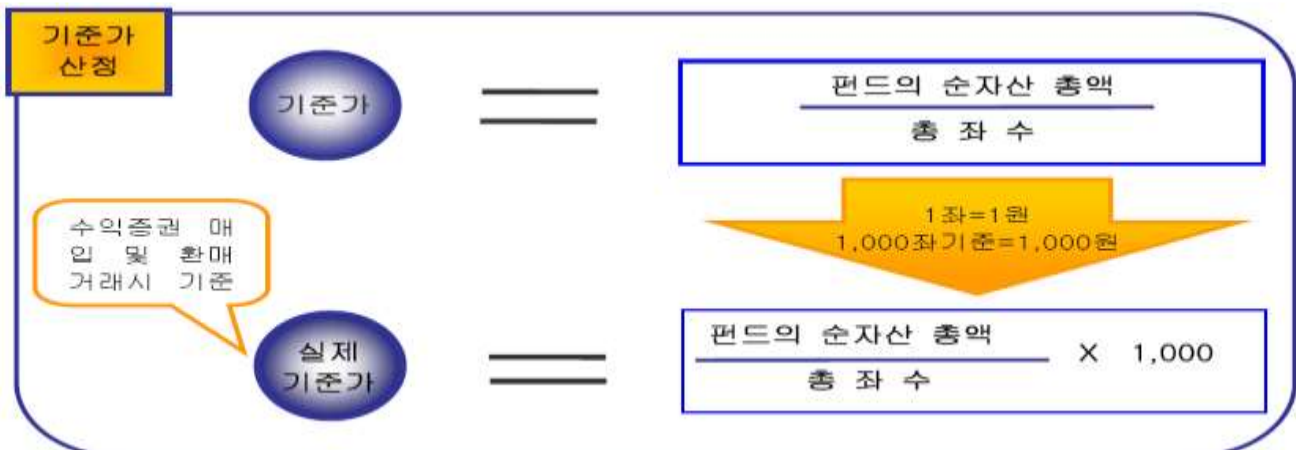 기준가
산정
기준가
펀드의 순자산 총액
총 좌 수
수익증권 매
입 및 환매
거래시 기준
1좌=1원
1,000좌기준=1,000원
실제
기준가
펀드의 순자산 총액
총 좌 수
X 1,000